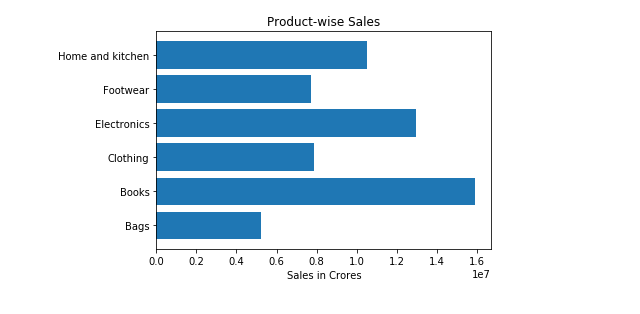 Product-wise Sales
Home and kitchen
Footwear
Electronics
Clothing
Books
Bags
0.0 0.2 0.4 0.6 0.8 1.0 1.2 1.4 1.6
1e7
Sales in Crores